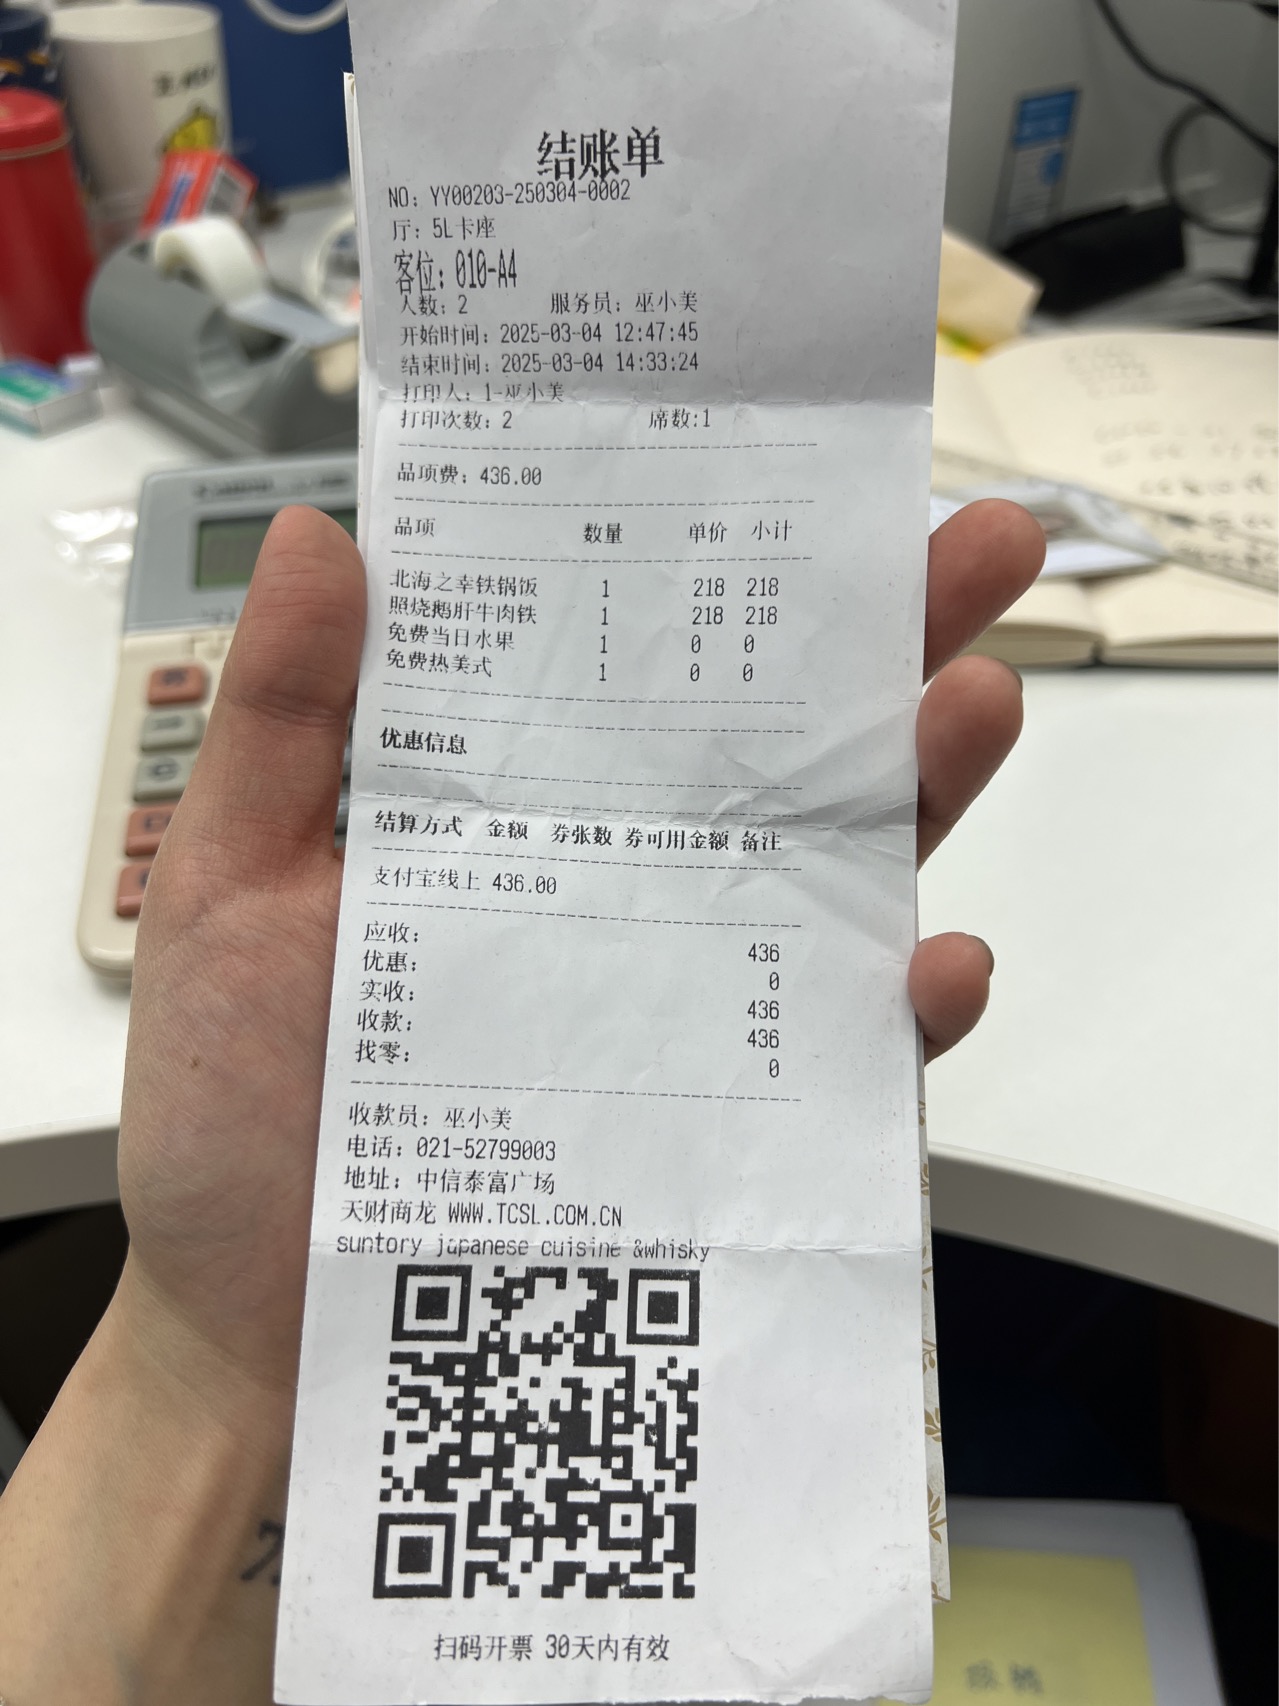 结账单
NO: YY00203-250304-0002
厅: 5L卡座
客位: 010-A4
人数: 2 服务员: 巫小美
开始时间: 2025-03-04 12:47:45
结束时间: 2025-03-04 14:33:24
打印人: 1-巫小美
打印次数: 2 席数:1
品项费: 436.00
品项 数量 单价 小计
北海之幸铁锅饭 1 218 218
照烧鹅肝牛肉铁 1 218 218
免费当日水果 1 0 0
免费热美式 1 0 0
优惠信息
结算方式 金额 券张数 券可用金额 备注
支付宝线上 436.00
应收: 436
优惠: 0
实收: 436
收款: 436
找零: 0
收款员: 巫小美
电话: 021-52799003
地址: 中信泰富广场
天财商龙 WWW.TCSL.COM.CN
suntory japanese cuisine &whisky
扫码开票 30天内有效